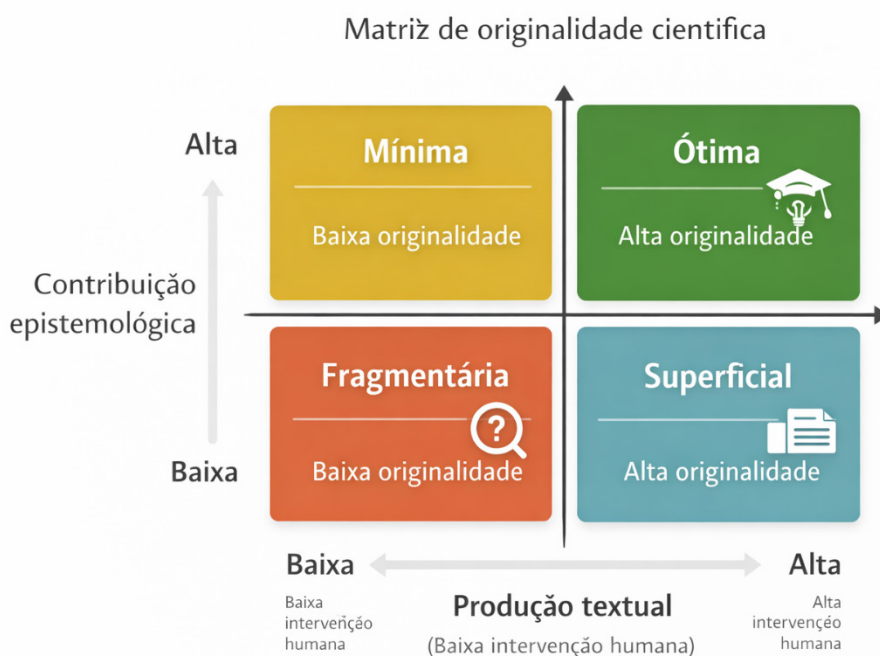 Matriż de originalidade cientifica
Alta
Mínima
Baixa originalidade
Ótima
Alta originalidade
Contribuição
epistemológica
Fragmentária
?
Baixa originalidade
Superficial
Alta originalidade
Baixa
Baixa
Baixa
intervenção
humana
Produção textual
(Baixa intervenção humana)
Alta
Alta
intervenção
humana